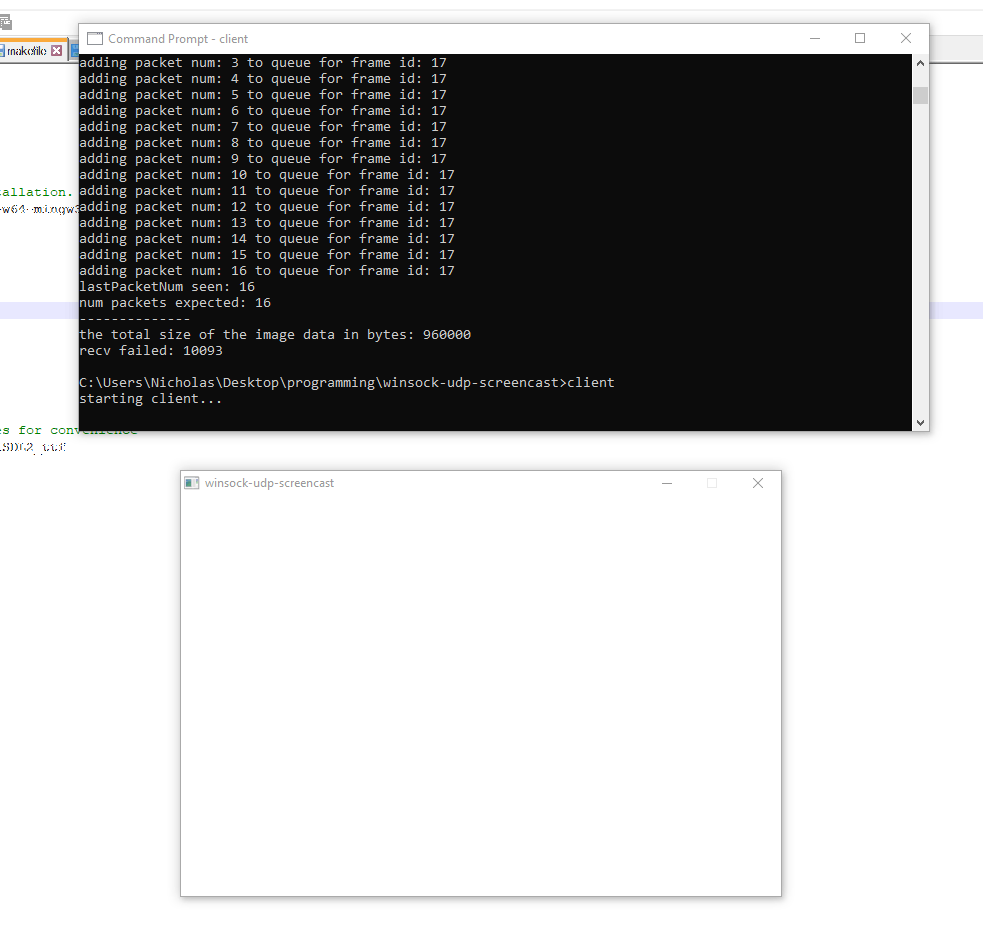 Command Prompt - client
makefile
adding packet num: 3 to queue for frame id: 17
adding packet num: 4 to queue for frame id: 17
adding packet num: 5 to queue for frame id: 17
adding packet num: 6 to queue for frame id: 17
adding packet num: 7 to queue for frame id: 17
adding packet num: 8 to queue for frame id: 17
adding packet num: 9 to queue for frame id: 17
adding packet num: 10 to queue for frame id: 17
adding packet num: 11 to queue for frame id: 17
adding packet num: 12 to queue for frame id: 17
adding packet num: 13 to queue for frame id: 17
adding packet num: 14 to queue for frame id: 17
adding packet num: 15 to queue for frame id: 17
adding packet num: 16 to queue for frame id: 17
lastPacketNum seen: 16
num packets expected: 16
--------------
the total size of the image data in bytes: 960000
recv failed: 10093
C:\Users\Nicholas\Desktop\programming\winsock-udp-screencast>client
starting client...
allation.
-w64-mingw
es for convenience
winsock-udp-screencast